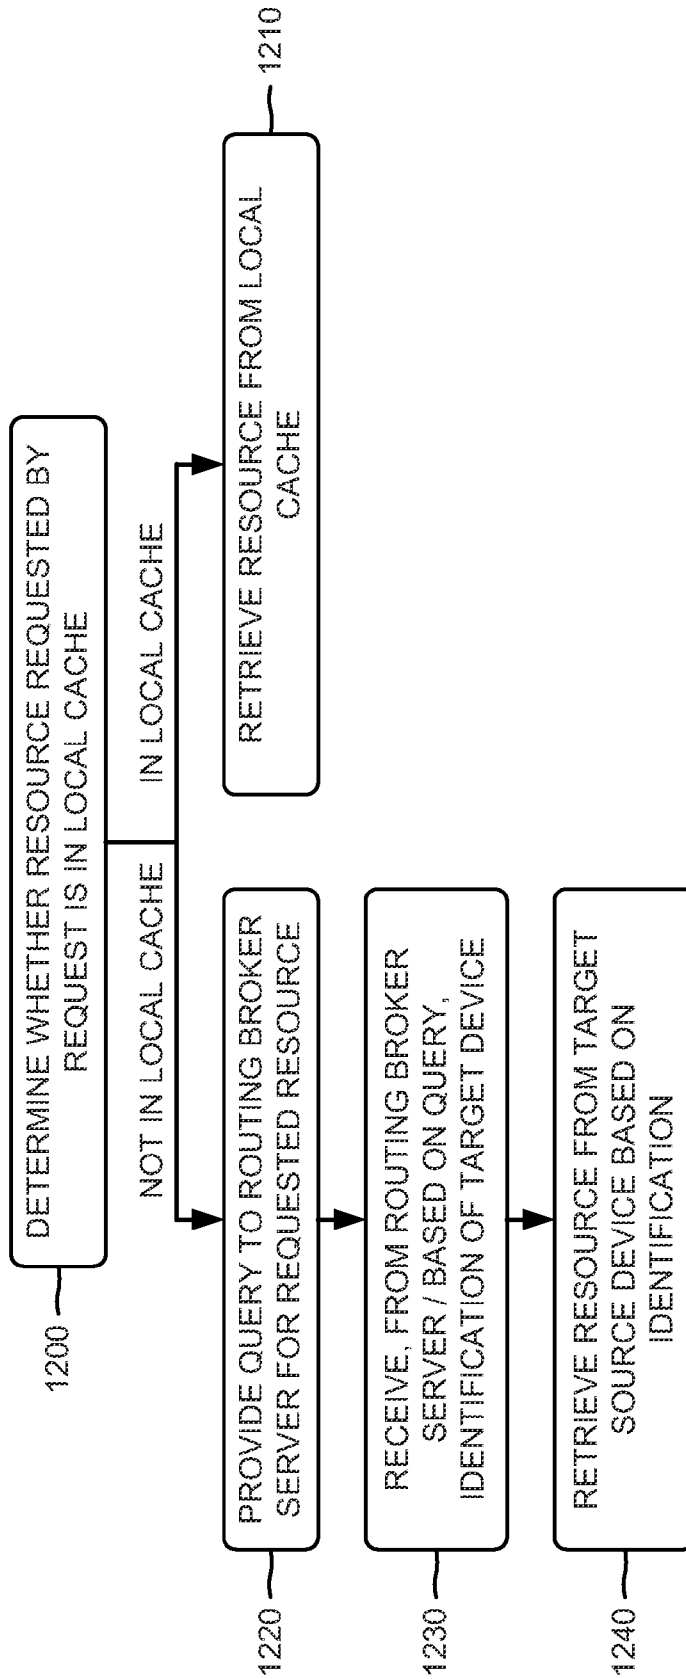 1200
DETERMINE WHETHER RESOURCE REQUESTED BY
REQUEST IS IN LOCAL CACHE
NOT IN LOCAL CACHE
IN LOCAL CACHE
1220
PROVIDE QUERY TO ROUTING BROKER
SERVER FOR REQUESTED RESOURCE
RETRIEVE RESOURCE FROM LOCAL
CACHE
1210
1230
RECEIVE, FROM ROUTING BROKER
SERVER / BASED ON QUERY,
IDENTIFICATION OF TARGET DEVICE
1240
RETRIEVE RESOURCE FROM TARGET
SOURCE DEVICE BASED ON
IDENTIFICATION